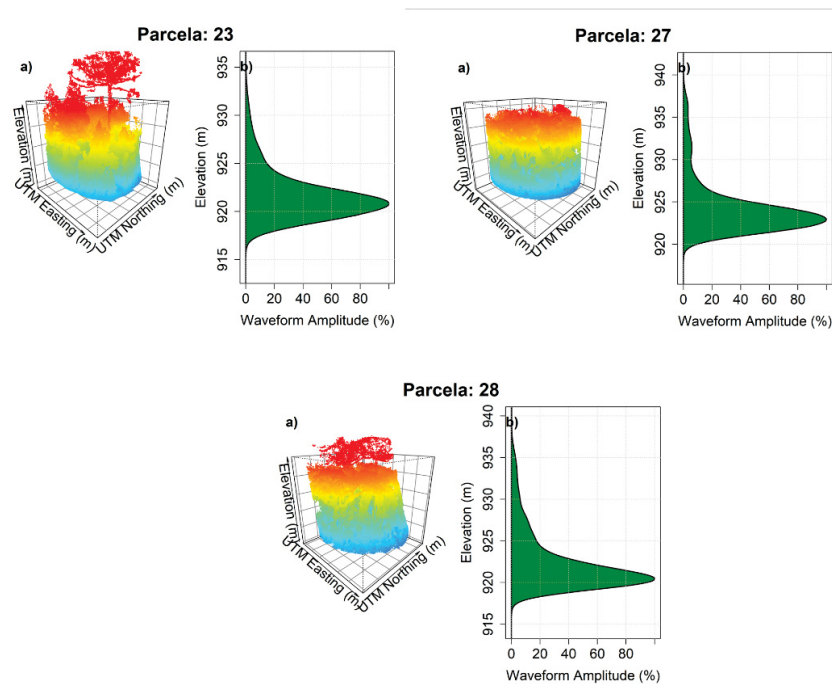 Parcela: 23
a)
Elevation (m)
UTM Easting (m)
UTM Northing (m)
b)
Elevation (m)
935
930
925
920
915
0 20 40 60 80
Waveform Amplitude (%)
Parcela: 27
a)
Elevation (m)
UTM Easting (m)
UTM Northing (m)
b)
Elevation (m)
940
935
930
925
920
0 20 40 60 80
Waveform Amplitude (%)
Parcela: 28
a)
Elevation (m)
UTM Easting (m)
UTM Northing (m)
b)
Elevation (m)
940
935
930
925
920
915
0 20 40 60 80
Waveform Amplitude (%)